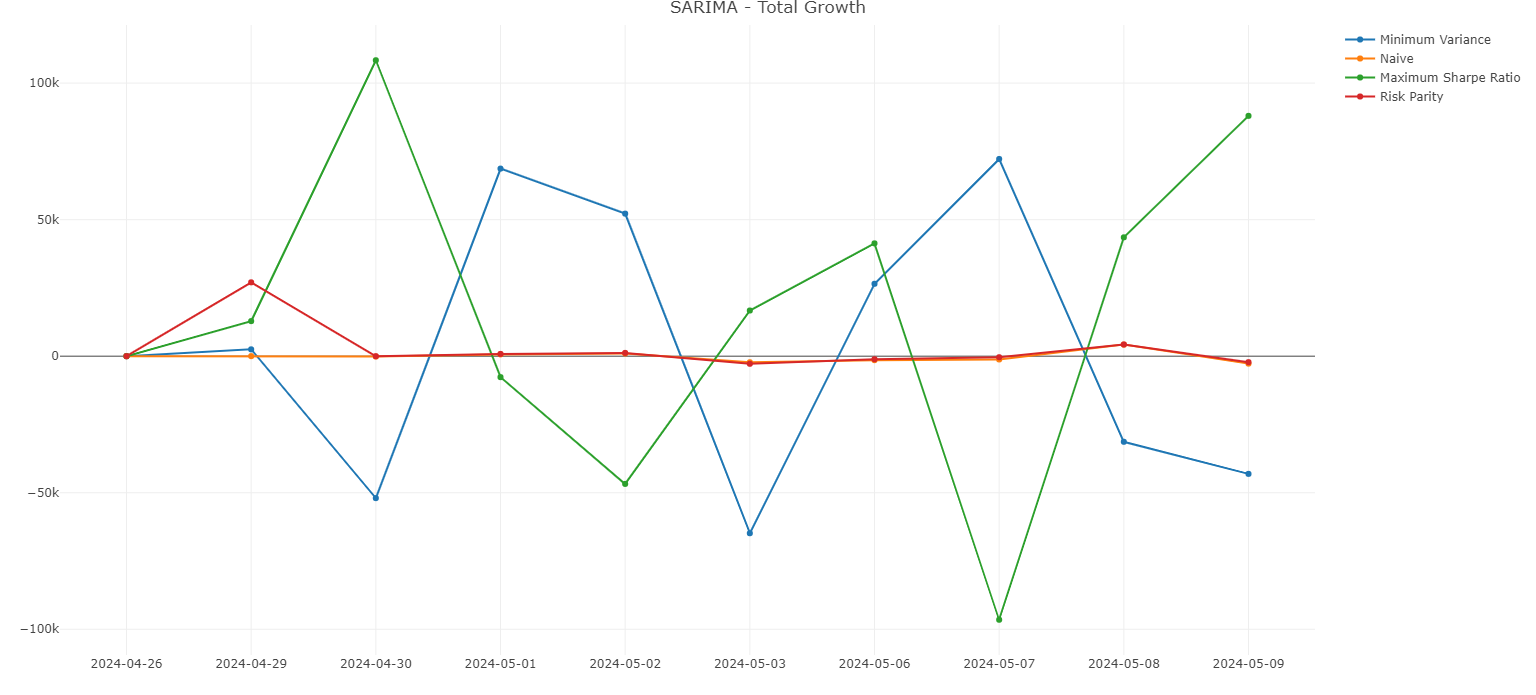 SARIMA - Total Growth
Minimum Variance
Naive
Maximum Sharpe Ratio
Risk Parity
100k
50k
0
−50k
−100k
2024-04-26 2024-04-29 2024-04-30 2024-05-01 2024-05-02 2024-05-03 2024-05-06 2024-05-07 2024-05-08 2024-05-09